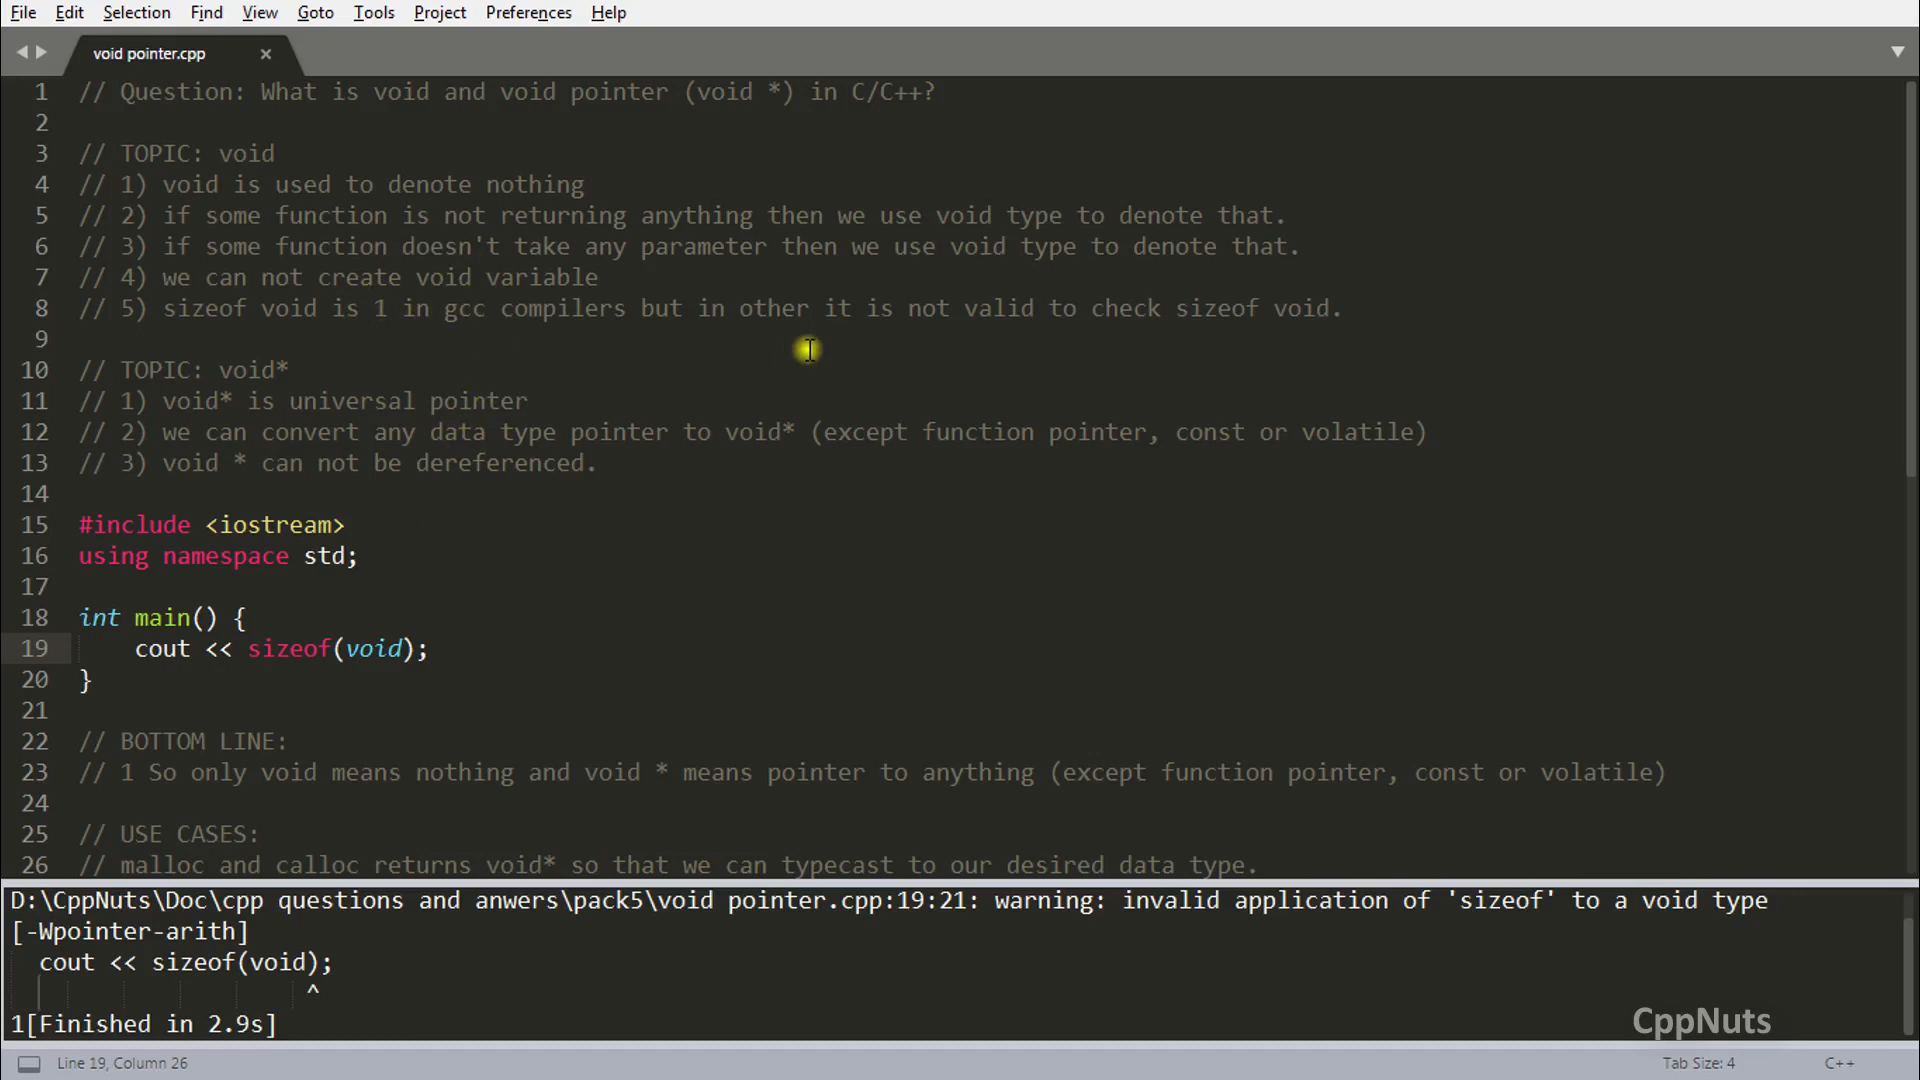 File Edit Selection Find View Goto Tools Project Preferences Help
void pointer.cpp ×
1 // Question: What is void and void pointer (void *) in C/C++?
2
3 // TOPIC: void
4 // 1) void is used to denote nothing
5 // 2) if some function is not returning anything then we use void type to denote that.
6 // 3) if some function doesn't take any parameter then we use void type to denote that.
7 // 4) we can not create void variable
8 // 5) sizeof void is 1 in gcc compilers but in other it is not valid to check sizeof void.
9
10 // TOPIC: void*
11 // 1) void* is universal pointer
12 // 2) we can convert any data type pointer to void* (except function pointer, const or volatile)
13 // 3) void * can not be dereferenced.
14
15 #include <iostream>
16 using namespace std;
17
18 int main() {
19 cout << sizeof(void);
20 }
21
22 // BOTTOM LINE:
23 // 1 So only void means nothing and void * means pointer to anything (except function pointer, const or volatile)
24
25 // USE CASES:
26 // malloc and calloc returns void* so that we can typecast to our desired data type.
D:\CppNuts\Doc\cpp questions and anwers\pack5\void pointer.cpp:19:21: warning: invalid application of 'sizeof' to a void type
[-Wpointer-arith]
cout << sizeof(void);
^
1[Finished in 2.9s]
CppNuts
Line 19, Column 26 Tab Size: 4 C++